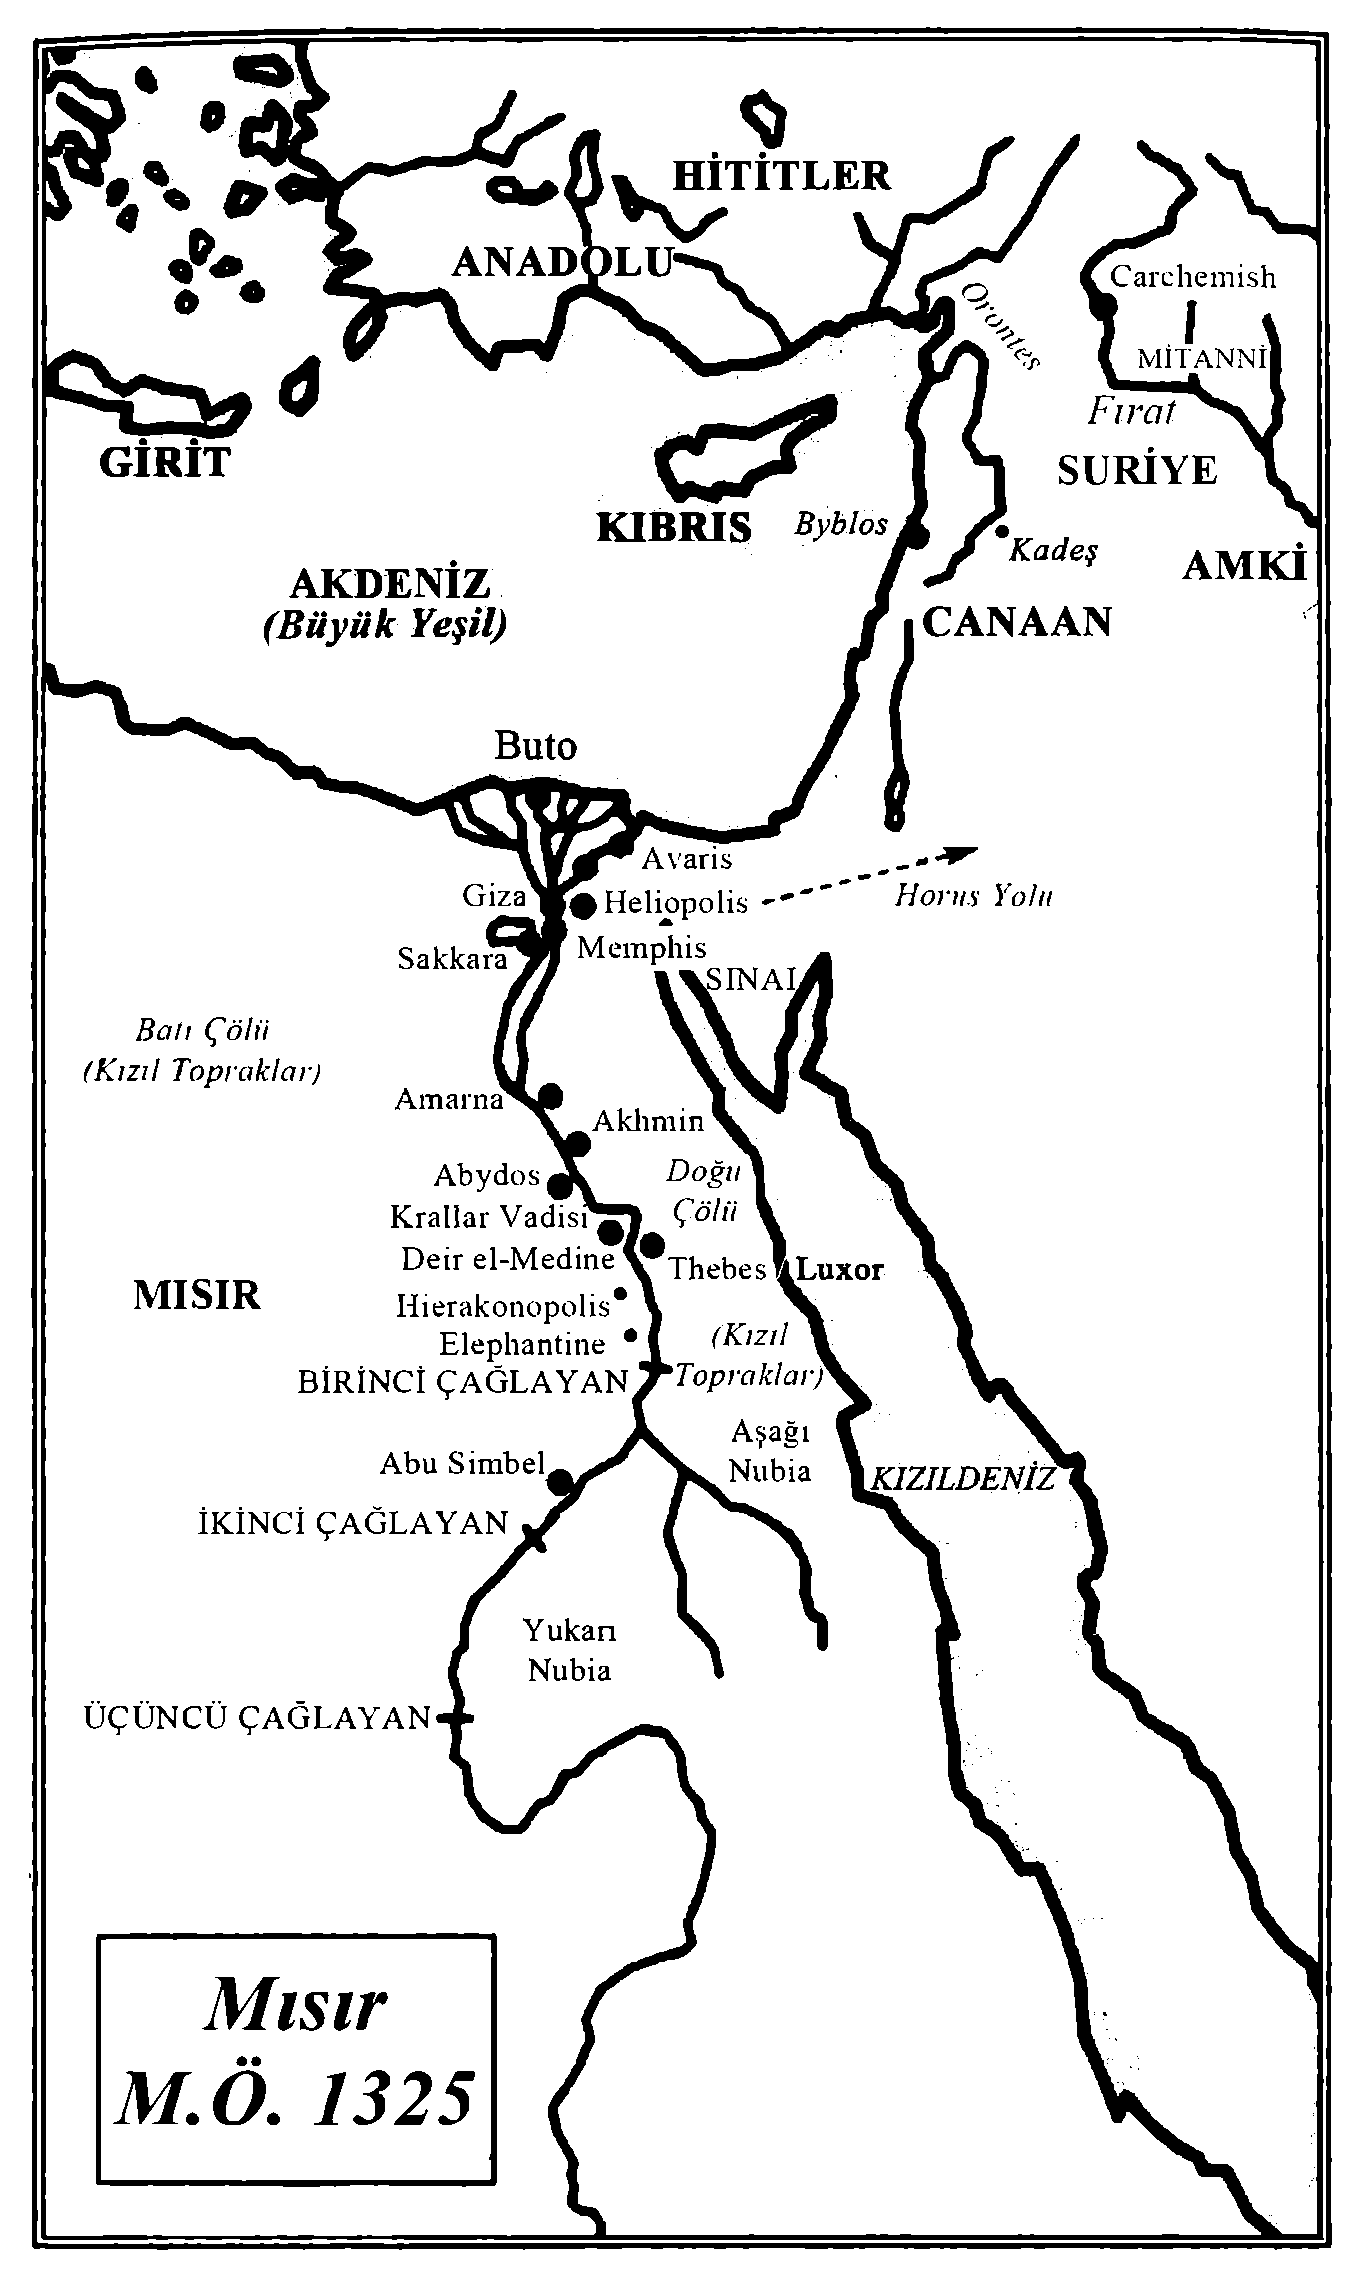 HİTİTLER
ANADOLU
Orontes
Carchemish
MİTANNİ
Fırat
GİRİT
SURİYE
KIBRIS
Byblos
Kadeş
AMKİ
AKDENİZ
(Büyük Yeşil)
CANAAN
Buto
Avaris
Giza
Heliopolis
Horus Yolu
Sakkara
Memphis
SINAI
Batı Çölü
(Kızıl Topraklar)
Amarna
Akhmin
Abydos
Doğu
Çölü
Krallar Vadisi
Deir el-Medine
Thebes / Luxor
MISIR
Hierakonopolis
Elephantine
(Kızıl
Topraklar)
BİRİNCİ ÇAĞLAYAN
Aşağı
Nubia
Abu Simbel
KIZILDENİZ
İKİNCİ ÇAĞLAYAN
Yukarı
Nubia
ÜÇÜNCÜ ÇAĞLAYAN
Mısır
M.Ö. 1325